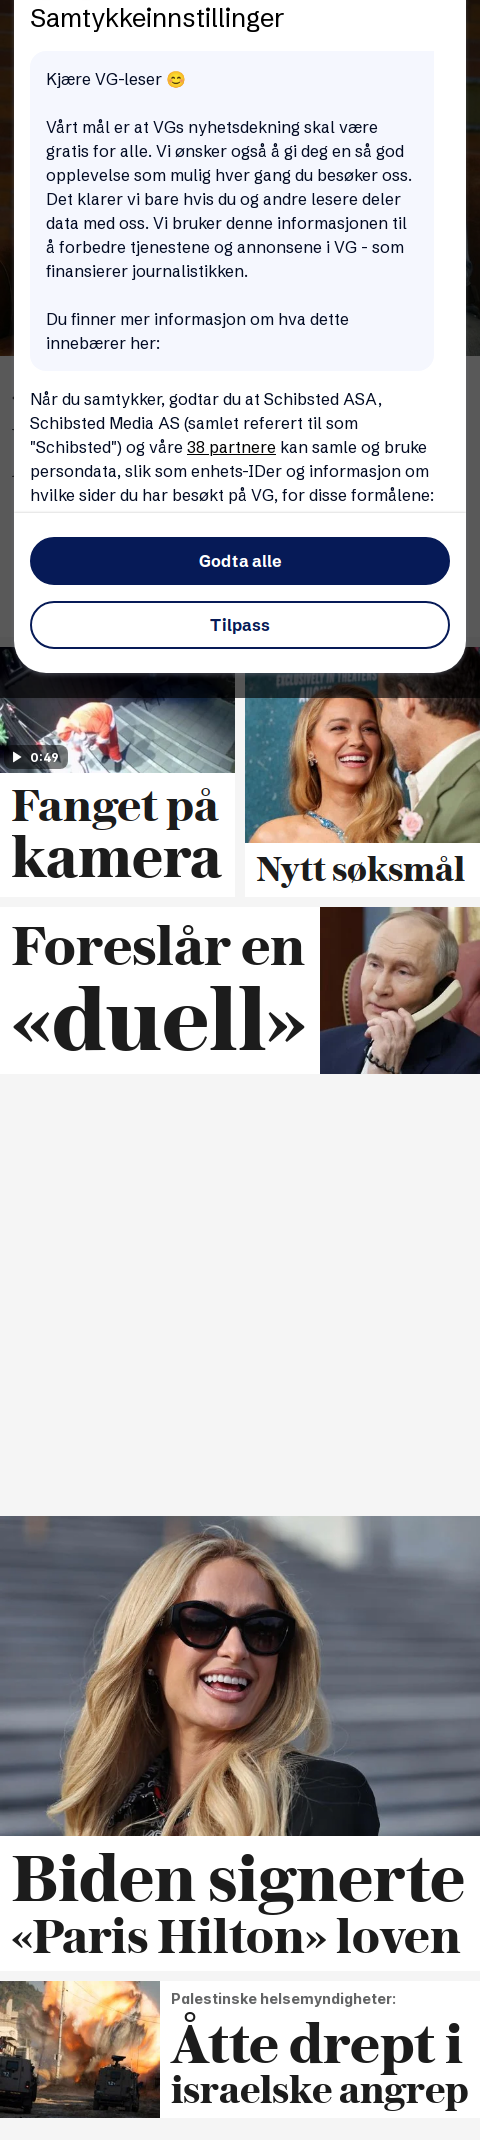 Samtykkeinnstillinger
Kjære VG-leser 😊
Vårt mål er at VGs nyhetsdekning skal være
gratis for alle. Vi ønsker også å gi deg en så god
opplevelse som mulig hver gang du besøker oss.
Det klarer vi bare hvis du og andre lesere deler
data med oss. Vi bruker denne informasjonen til
å forbedre tjenestene og annonsene i VG - som
finansierer journalistikken.
Du finner mer informasjon om hva dette
innebærer her:
Når du samtykker, godtar du at Schibsted ASA,
Schibsted Media AS (samlet referert til som
"Schibsted") og våre 38 partnere kan samle og bruke
persondata, slik som enhets-IDer og informasjon om
hvilke sider du har besøkt på VG, for disse formålene:
Godta alle
Tilpass
EXCLUSIVELY IN THEATERS
0:49
Fanget på
kamera
Nytt søksmål
Foreslår en
«duell»
Biden signerte
«Paris Hilton» loven
Palestinske helsemyndigheter:
Åtte drept i
israelske angrep